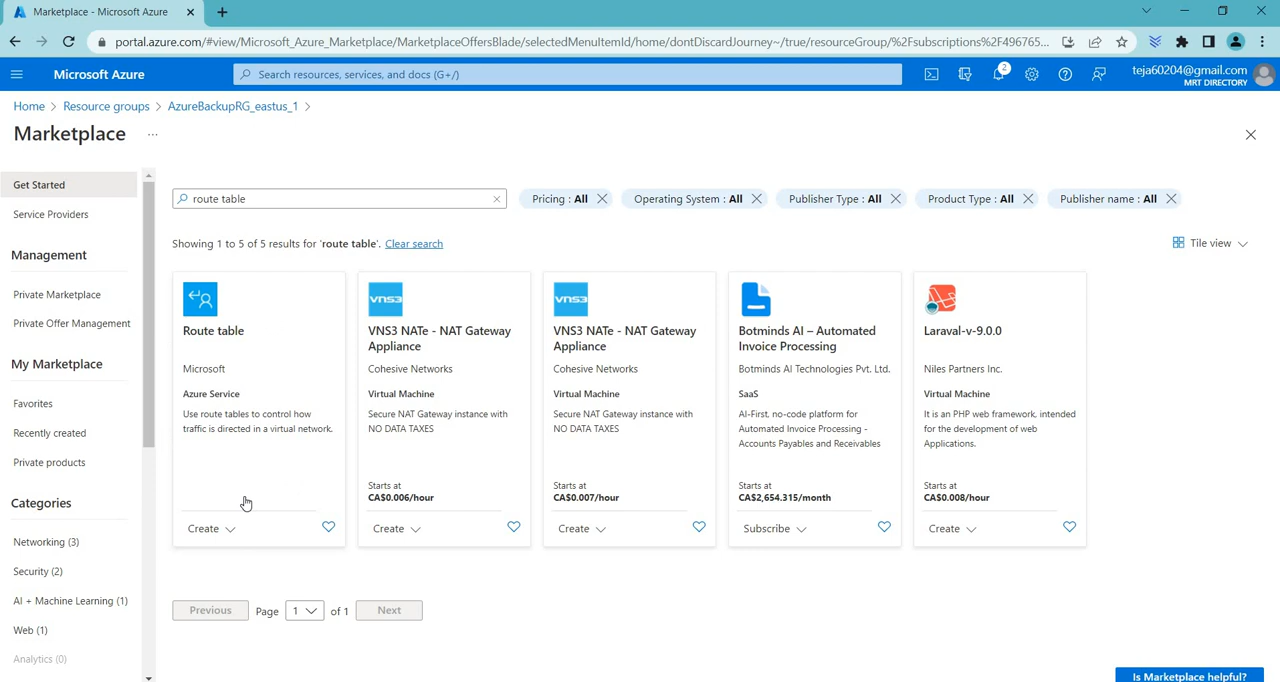 Marketplace - Microsoft Azure
portal.azure.com/#view/Microsoft_Azure_Marketplace/MarketplaceOffersBlade/selectedMenuItemId/home/dontDiscardJourney~/true/resourceGroup/%2Fsubscriptions%2F496765...
Microsoft Azure
Search resources, services, and docs (G+/)
2
teja60204@gmail.com
MRT DIRECTORY
Home > Resource groups > AzureBackupRG_eastus_1 >
Marketplace ...
Get Started
Service Providers
Management
Private Marketplace
Private Offer Management
My Marketplace
Favorites
Recently created
Private products
Categories
Networking (3)
Security (2)
AI + Machine Learning (1)
Web (1)
Analytics (0)
route table
Pricing : All
Operating System : All
Publisher Type : All
Product Type : All
Publisher name : All
Showing 1 to 5 of 5 results for 'route table'. Clear search
Tile view
Route table
Microsoft
Azure Service
Use route tables to control how
traffic is directed in a virtual network.
Create
VNS3
VNS3 NATe - NAT Gateway
Appliance
Cohesive Networks
Virtual Machine
Secure NAT Gateway instance with
NO DATA TAXES
Starts at
CA$0.006/hour
Create
VNS3
VNS3 NATe - NAT Gateway
Appliance
Cohesive Networks
Virtual Machine
Secure NAT Gateway instance with
NO DATA TAXES
Starts at
CA$0.007/hour
Create
Botminds AI – Automated
Invoice Processing
Botminds AI Technologies Pvt. Ltd.
SaaS
AI-First, no-code platform for
Automated Invoice Processing -
Accounts Payables and Receivables
Starts at
CA$2,654.315/month
Subscribe
Laraval-v-9.0.0
Niles Partners Inc.
Virtual Machine
It is an PHP web framework, intended
for the development of web
Applications.
Starts at
CA$0.008/hour
Create
Previous
Page 1 of 1
Next
Is Marketplace helpful?